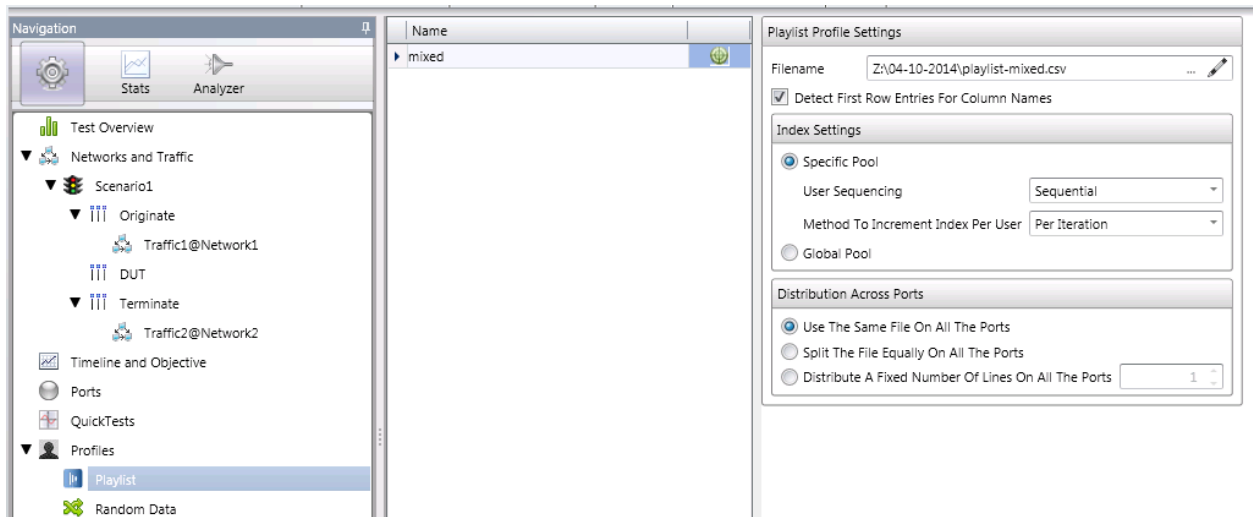 Navigation
Stats
Analyzer
Test Overview
Networks and Traffic
Scenario1
Originate
Traffic1@Network1
DUT
Terminate
Traffic2@Network2
Timeline and Objective
Ports
QuickTests
Profiles
Playlist
Random Data
Name
mixed
Playlist Profile Settings
Filename Z:\04-10-2014\playlist-mixed.csv ...
Detect First Row Entries For Column Names
Index Settings
Specific Pool
User Sequencing Sequential
Method To Increment Index Per User Per Iteration
Global Pool
Distribution Across Ports
Use The Same File On All The Ports
Split The File Equally On All The Ports
Distribute A Fixed Number Of Lines On All The Ports 1